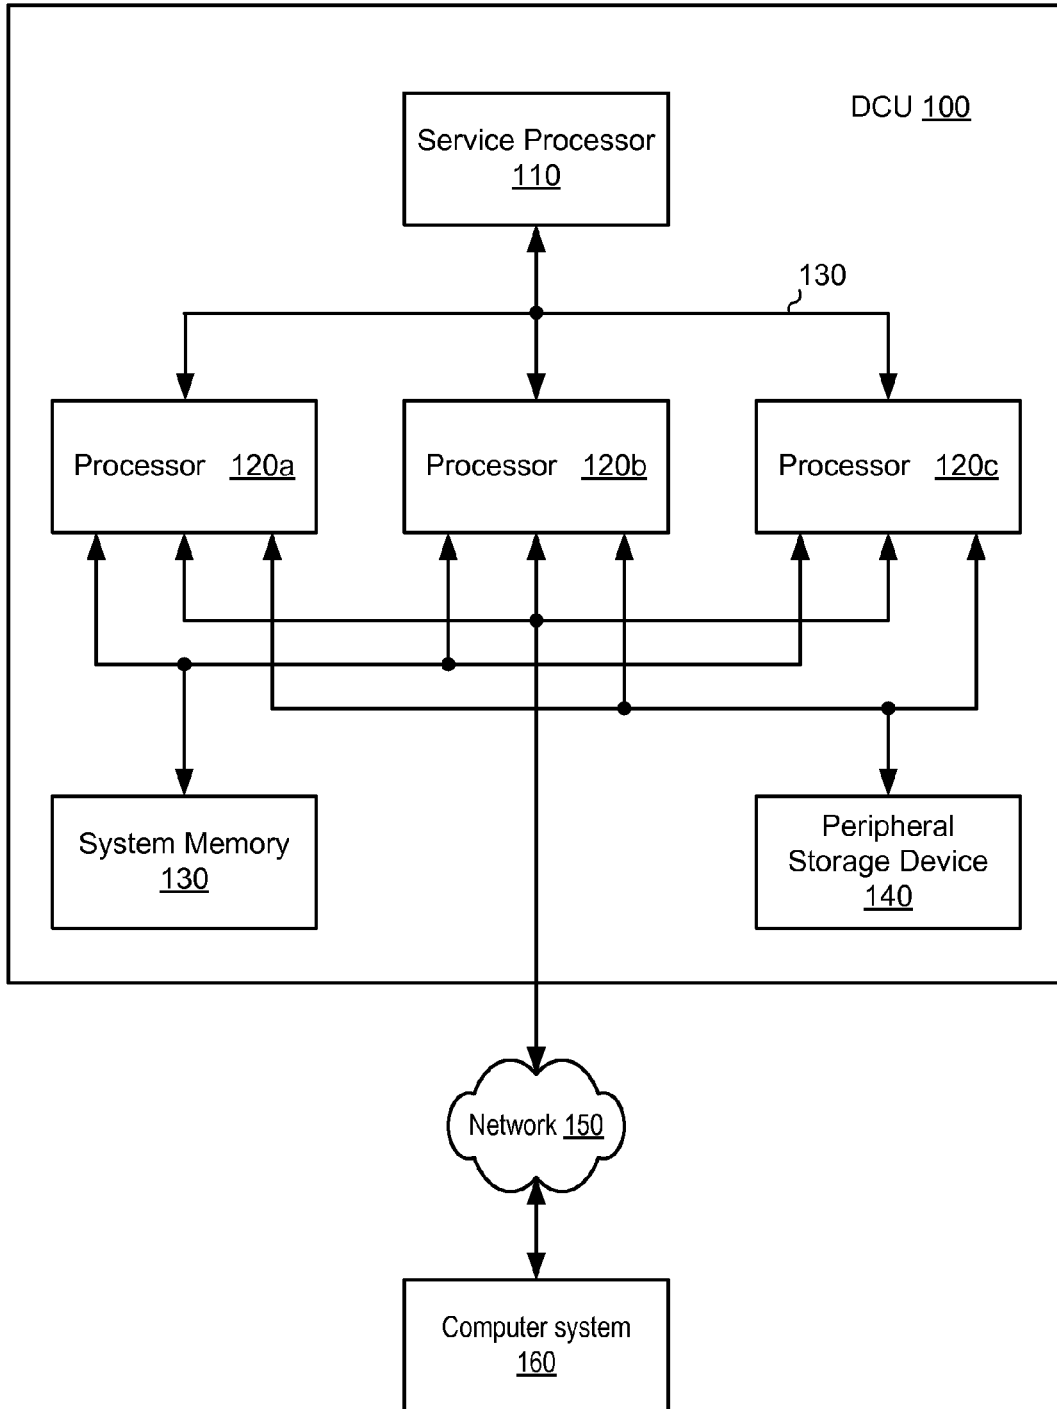 DCU 100
Service Processor
110
130
Processor 120a
Processor 120b
Processor 120c
System Memory
130
Peripheral
Storage Device
140
Network 150
Computer system
160